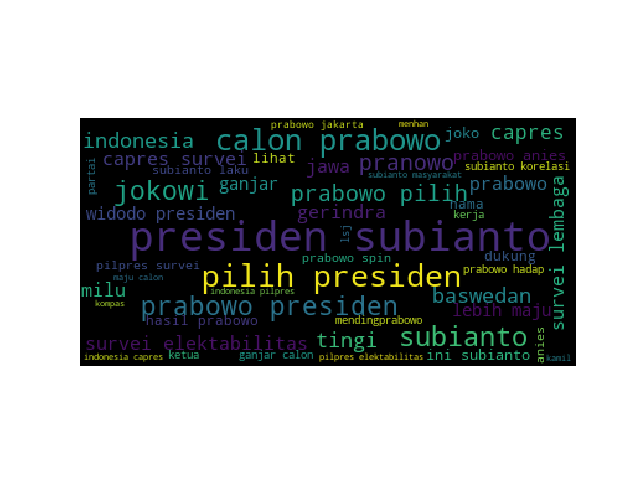 prabowo jakarta
menhan
indonesia
calon prabowo
joko
capres
partai
capres survei
lihat
jawa
pranowo
prabowo anies
subianto laku
subianto korelasi
subianto masyarakat
jokowi
ganjar
prabowo pilih
prabowo
nama
widodo presiden
gerindra
kerja
presiden subianto
lsj
survei lembaga
prabowo spin
dukung
pilpres survei
prabowo hadap
maju calon
pilih presiden
milu
indonesia pilpres
baswedan
kompas
prabowo presiden
lebih maju
hasil prabowo
mendingprabowo
survei elektabilitas
tingi
subianto
anies
indonesia capres
ketua
ganjar calon
pilpres elektabilitas
ini subianto
kamil